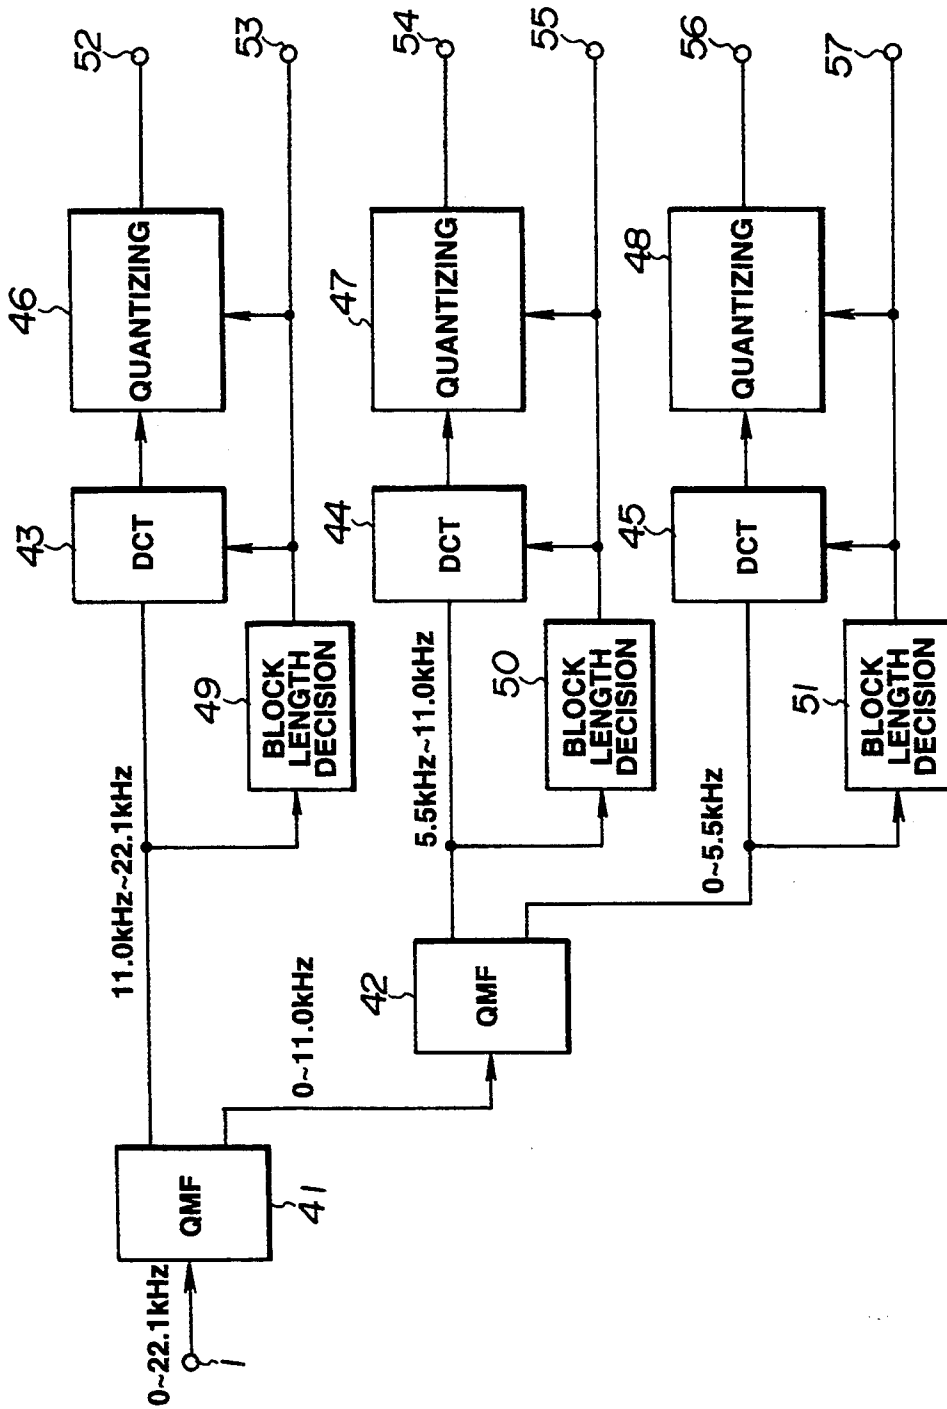 0~22.1kHz
1
QMF
41
11.0kHz~22.1kHz
0~11.0kHz
QMF
42
5.5kHz~11.0kHz
0~5.5kHz
BLOCK
LENGTH
DECISION
49
BLOCK
LENGTH
DECISION
50
BLOCK
LENGTH
DECISION
51
DCT
43
DCT
44
DCT
45
QUANTIZING
46
QUANTIZING
47
QUANTIZING
48
52
53
54
55
56
57